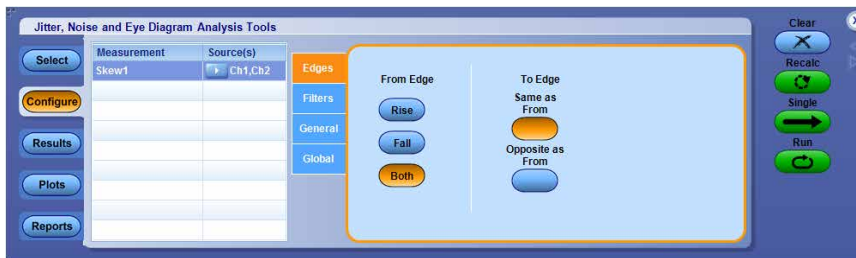 Jitter, Noise and Eye Diagram Analysis Tools
Clear
Select
Measurement Source(s)
Skew1 Ch1,Ch2
Edges
Filters
General
Global
From Edge
Rise
Fall
Both
To Edge
Same as
From
Opposite as
From
Recalc
Configure
Single
Results
Run
Plots
Reports